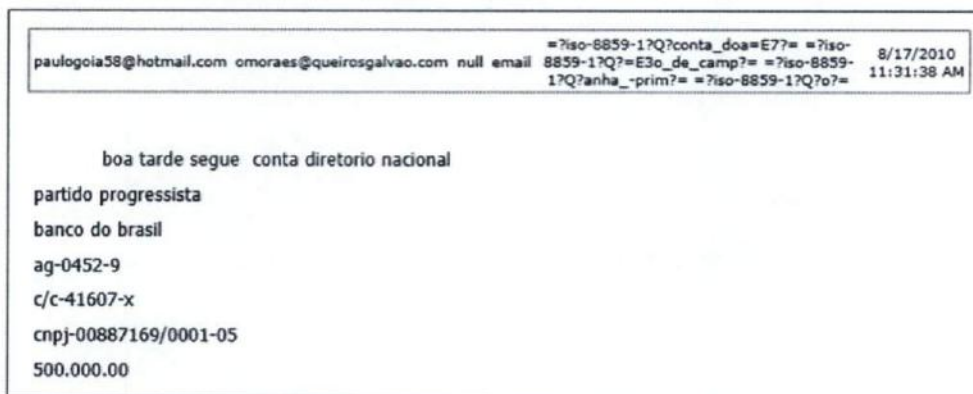 paulogoia58@hotmail.com omoraes@queirosgalvao.com null email =?iso-8859-1?Q?conta_doa=E7?= =?iso-
8859-1?Q?=E3o_de_camp?= =?iso-8859-
1?Q?anha_-prim?= =?iso-8859-1?Q?o?=
8/17/2010
11:31:38 AM
boa tarde segue conta diretorio nacional
partido progressista
banco do brasil
ag-0452-9
c/c-41607-x
cnpj-00887169/0001-05
500.000.00